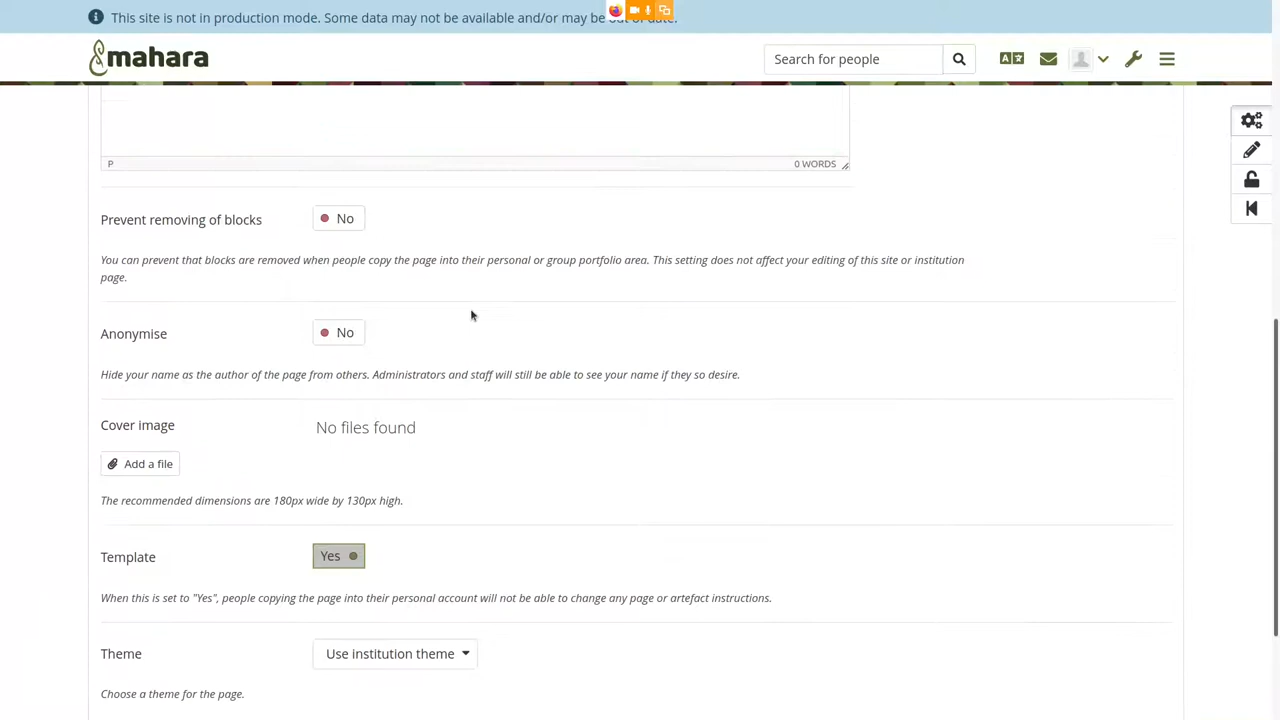 This site is not in production mode. Some data may not be available and/or may be out of date.
mahara
Search for people
P
0 WORDS
Prevent removing of blocks
No
You can prevent that blocks are removed when people copy the page into their personal or group portfolio area. This setting does not affect your editing of this site or institution
page.
Anonymise
No
Hide your name as the author of the page from others. Administrators and staff will still be able to see your name if they so desire.
Cover image
No files found
Add a file
The recommended dimensions are 180px wide by 130px high.
Template
Yes
When this is set to "Yes", people copying the page into their personal account will not be able to change any page or artefact instructions.
Theme
Use institution theme
Choose a theme for the page.